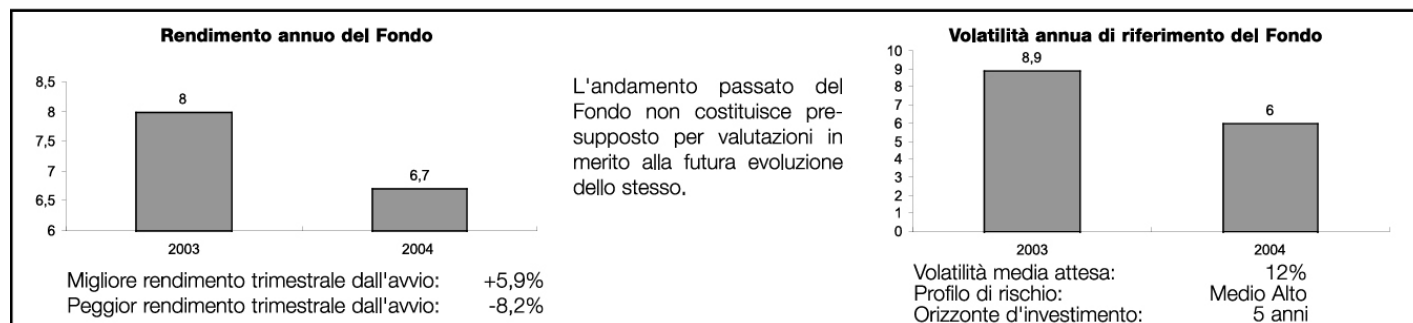 Rendimento annuo del Fondo
8,5
8
7,5
7
6,5
6
8
6,7
2003 2004
Migliore rendimento trimestrale dall'avvio: +5,9%
Peggior rendimento trimestrale dall'avvio: -8,2%
L'andamento passato del
Fondo non costituisce pre-
supposto per valutazioni in
merito alla futura evoluzione
dello stesso.
Volatilità annua di riferimento del Fondo
10
9
8
7
6
5
4
3
2
1
0
8,9
6
2003 2004
Volatilità media attesa: 12%
Profilo di rischio: Medio Alto
Orizzonte d'investimento: 5 anni